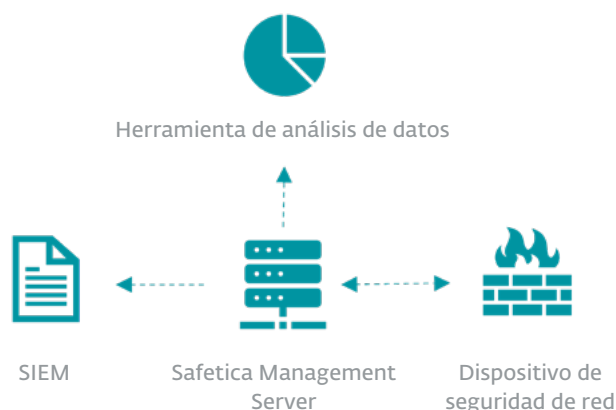 Herramienta de análisis de datos
SIEM
Safetica Management
Server
Dispositivo de
seguridad de red